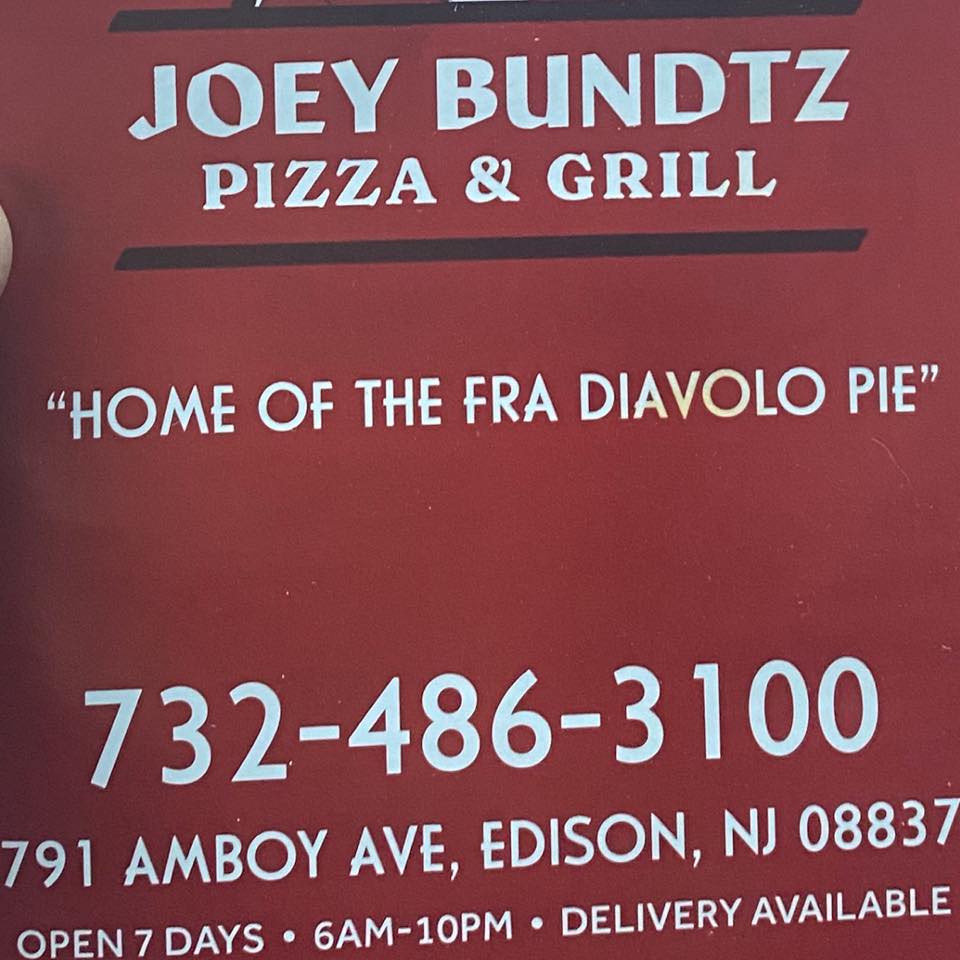 JOEY BUNDTZ
PIZZA & GRILL
“HOME OF THE FRA DIAVOLO PIE”
732-486-3100
791 AMBOY AVE, EDISON, NJ 08837
OPEN 7 DAYS • 6AM-10PM • DELIVERY AVAILABLE